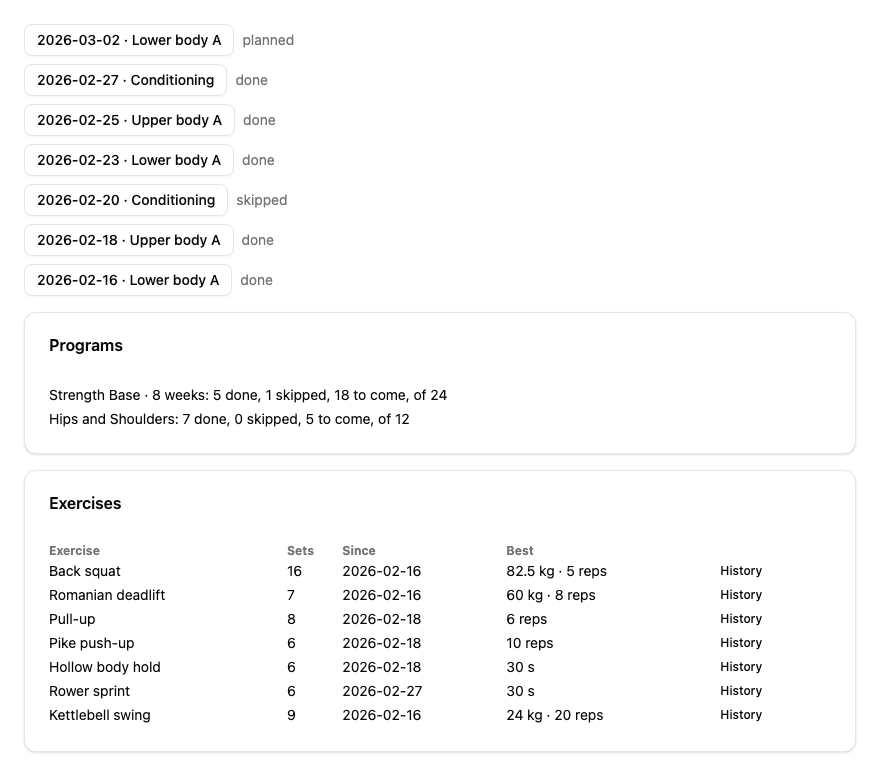 2026-03-02 · Lower body A planned
2026-02-27 · Conditioning done
2026-02-25 · Upper body A done
2026-02-23 · Lower body A done
2026-02-20 · Conditioning skipped
2026-02-18 · Upper body A done
2026-02-16 · Lower body A done
Programs
Strength Base · 8 weeks: 5 done, 1 skipped, 18 to come, of 24
Hips and Shoulders: 7 done, 0 skipped, 5 to come, of 12
Exercises
Exercise Sets Since Best
Back squat 16 2026-02-16 82.5 kg · 5 reps History
Romanian deadlift 7 2026-02-16 60 kg · 8 reps History
Pull-up 8 2026-02-18 6 reps History
Pike push-up 6 2026-02-18 10 reps History
Hollow body hold 6 2026-02-18 30 s History
Rower sprint 6 2026-02-27 30 s History
Kettlebell swing 9 2026-02-16 24 kg · 20 reps History